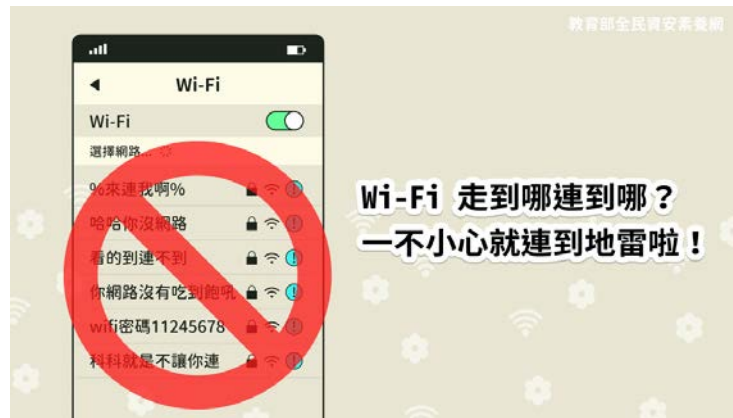 教育部全民資安素養網
Wi-Fi
Wi-Fi
選擇網路...
%來連我啊%
哈哈你沒網路
看的到連不到
你網路沒有吃到飽吼
wifi密碼11245678
科科就是不讓你連
Wi-Fi 走到哪連到哪?
一不小心就連到地雷啦!